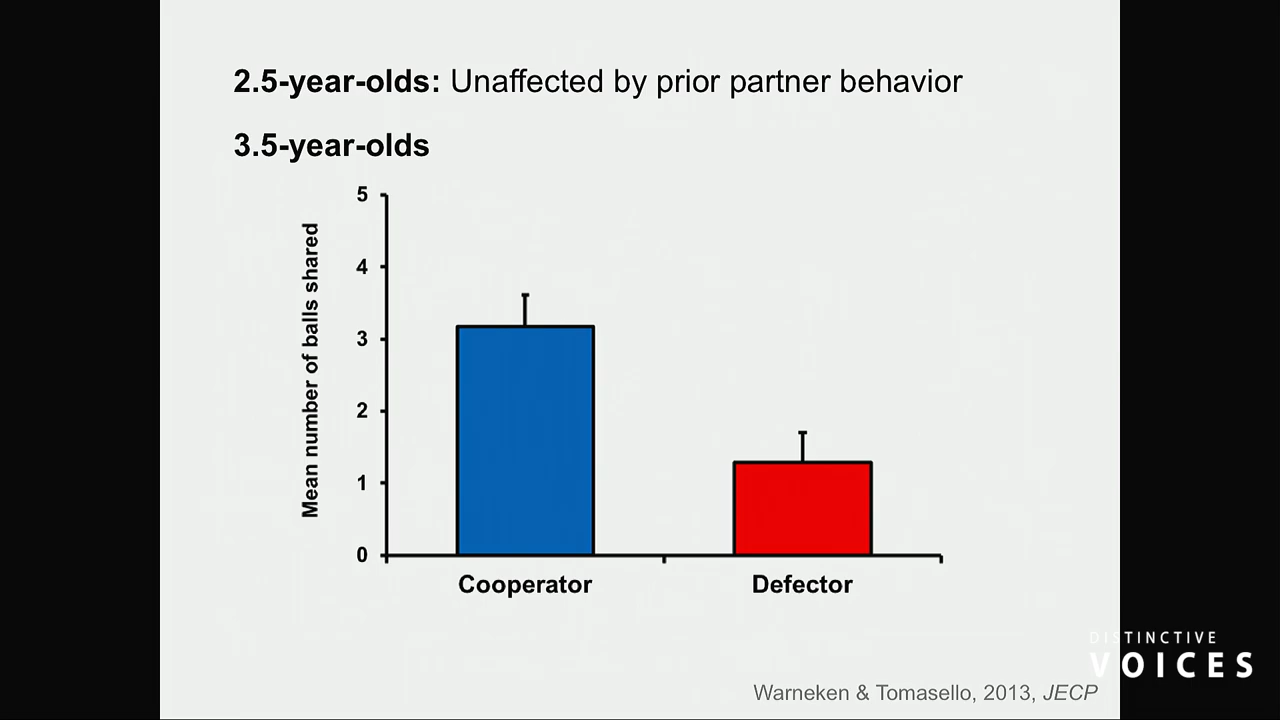 2.5-year-olds: Unaffected by prior partner behavior
3.5-year-olds
Mean number of balls shared
5
4
3
2
1
0
Cooperator
Defector
DISTINCTIVE
VOICES
Warneken & Tomasello, 2013, JECP